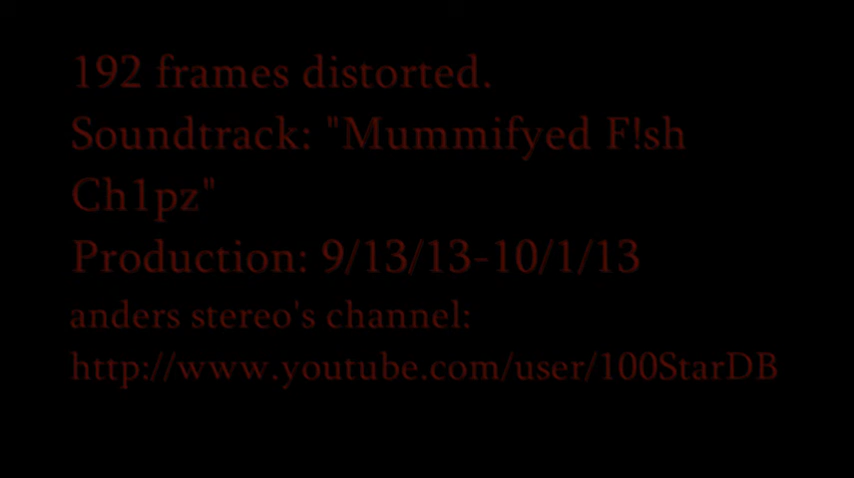 192 frames distorted.
Soundtrack: "Mummifyed F!sh
Ch1pz"
Production: 9/13/13-10/1/13
anders stereo's channel:
http://www.youtube.com/user/100StarDB